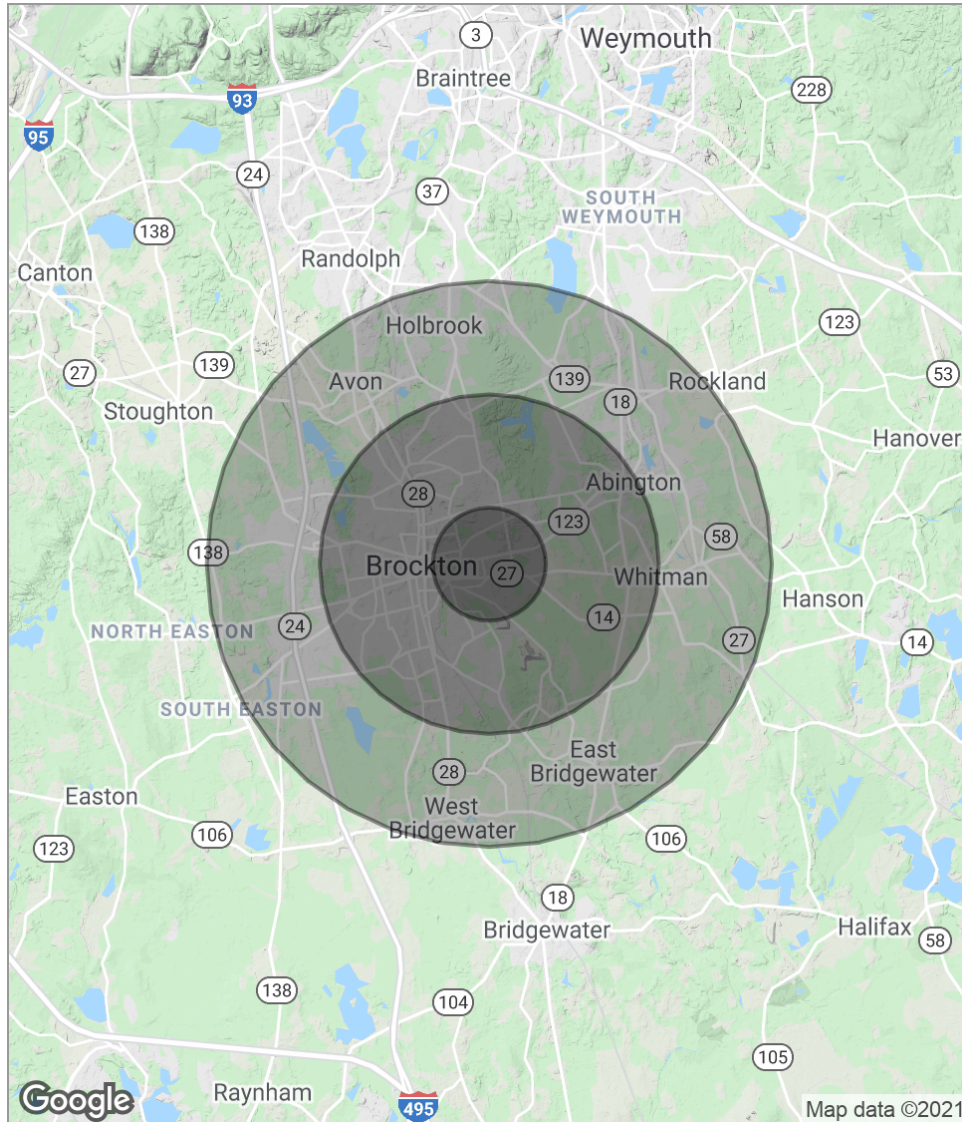 3
Weymouth
Braintree
93
228
95
24
37
SOUTH
WEYMOUTH
138
Randolph
Canton
Holbrook
123
139
27
Avon
139
Rockland
53
18
Stoughton
Hanover
Abington
28
123
58
138
Brockton
27
Whitman
Hanson
14
24
NORTH EASTON
27
14
SOUTH EASTON
28
East
Bridgewater
Easton
West
Bridgewater
106
106
123
18
Bridgewater
Halifax
58
138
104
105
Raynham
Google
495
Map data ©2021